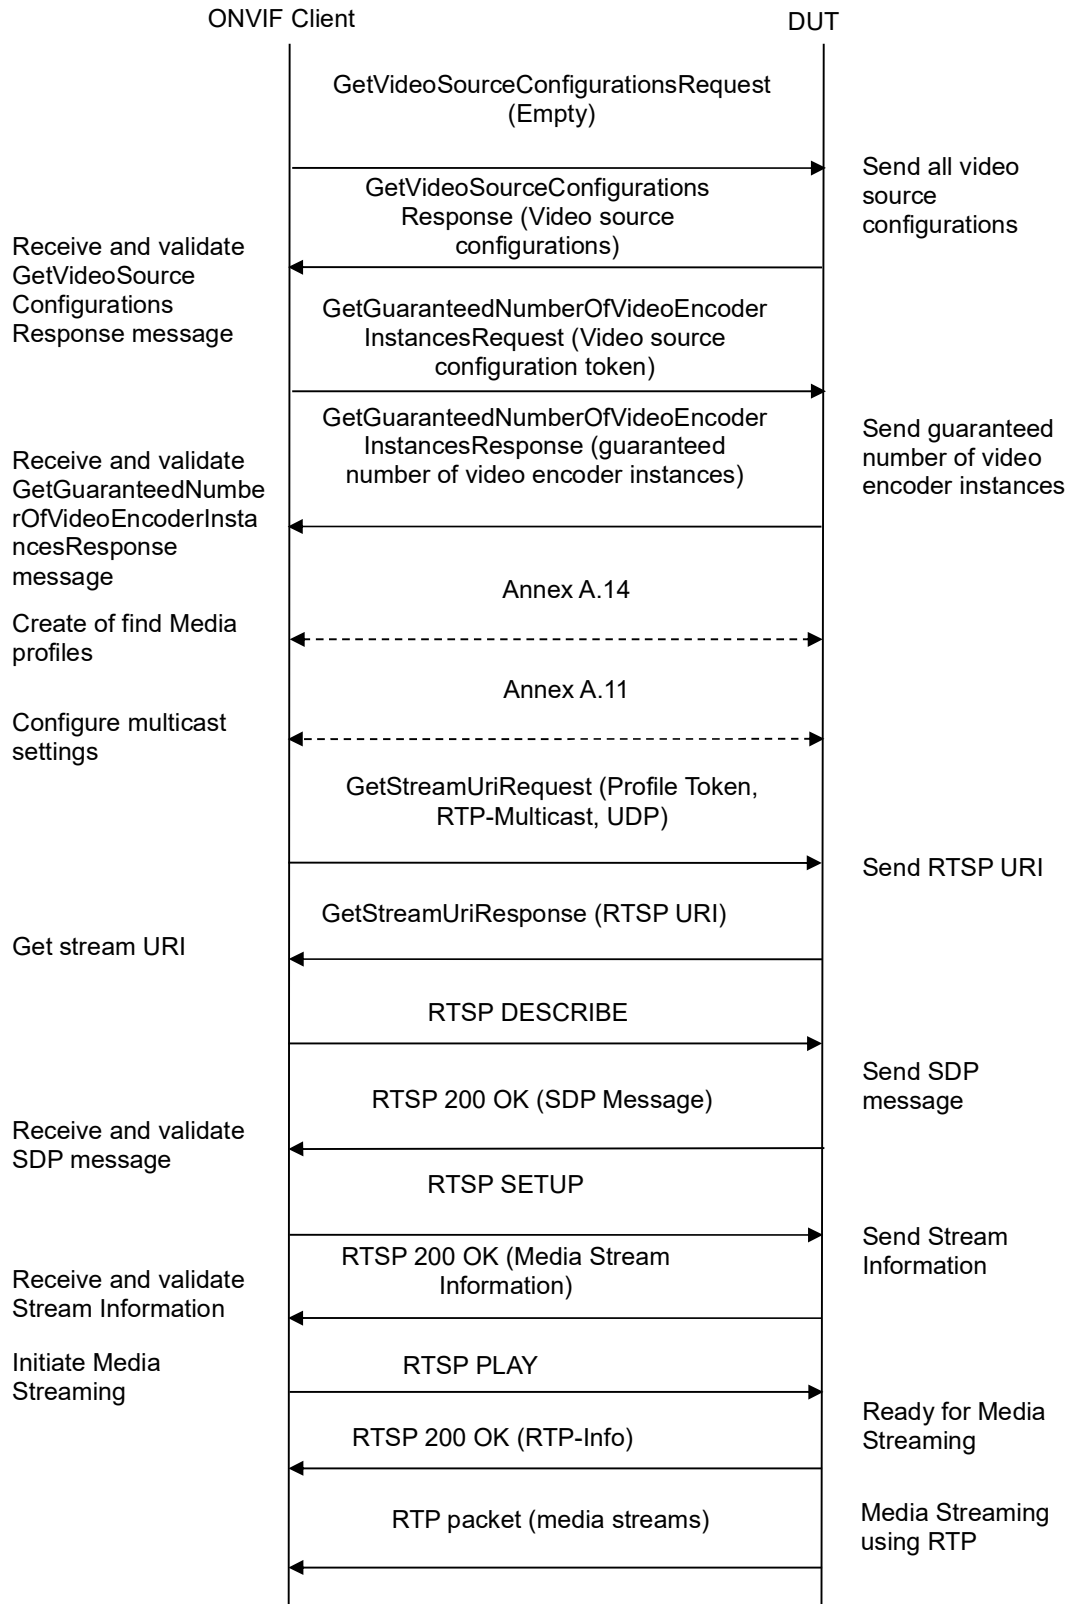 ONVIF Client
DUT
GetVideoSourceConfigurationsRequest
(Empty)
Send all video
source
configurations
GetVideoSourceConfigurations
Response (Video source
configurations)
Receive and validate
GetVideoSource
Configurations
Response message
GetGuaranteedNumberOfVideoEncoder
InstancesRequest (Video source
configuration token)
GetGuaranteedNumberOfVideoEncoder
InstancesResponse (guaranteed
number of video encoder instances)
Send guaranteed
number of video
encoder instances
Receive and validate
GetGuaranteedNumbe
rOfVideoEncoderInsta
ncesResponse
message
Annex A.14
Create of find Media
profiles
Annex A.11
Configure multicast
settings
GetStreamUriRequest (Profile Token,
RTP-Multicast, UDP)
Send RTSP URI
GetStreamUriResponse (RTSP URI)
Get stream URI
RTSP DESCRIBE
Send SDP
message
RTSP 200 OK (SDP Message)
Receive and validate
SDP message
RTSP SETUP
Send Stream
Information
RTSP 200 OK (Media Stream
Information)
Receive and validate
Stream Information
Initiate Media
Streaming
RTSP PLAY
Ready for Media
Streaming
RTSP 200 OK (RTP-Info)
RTP packet (media streams)
Media Streaming
using RTP